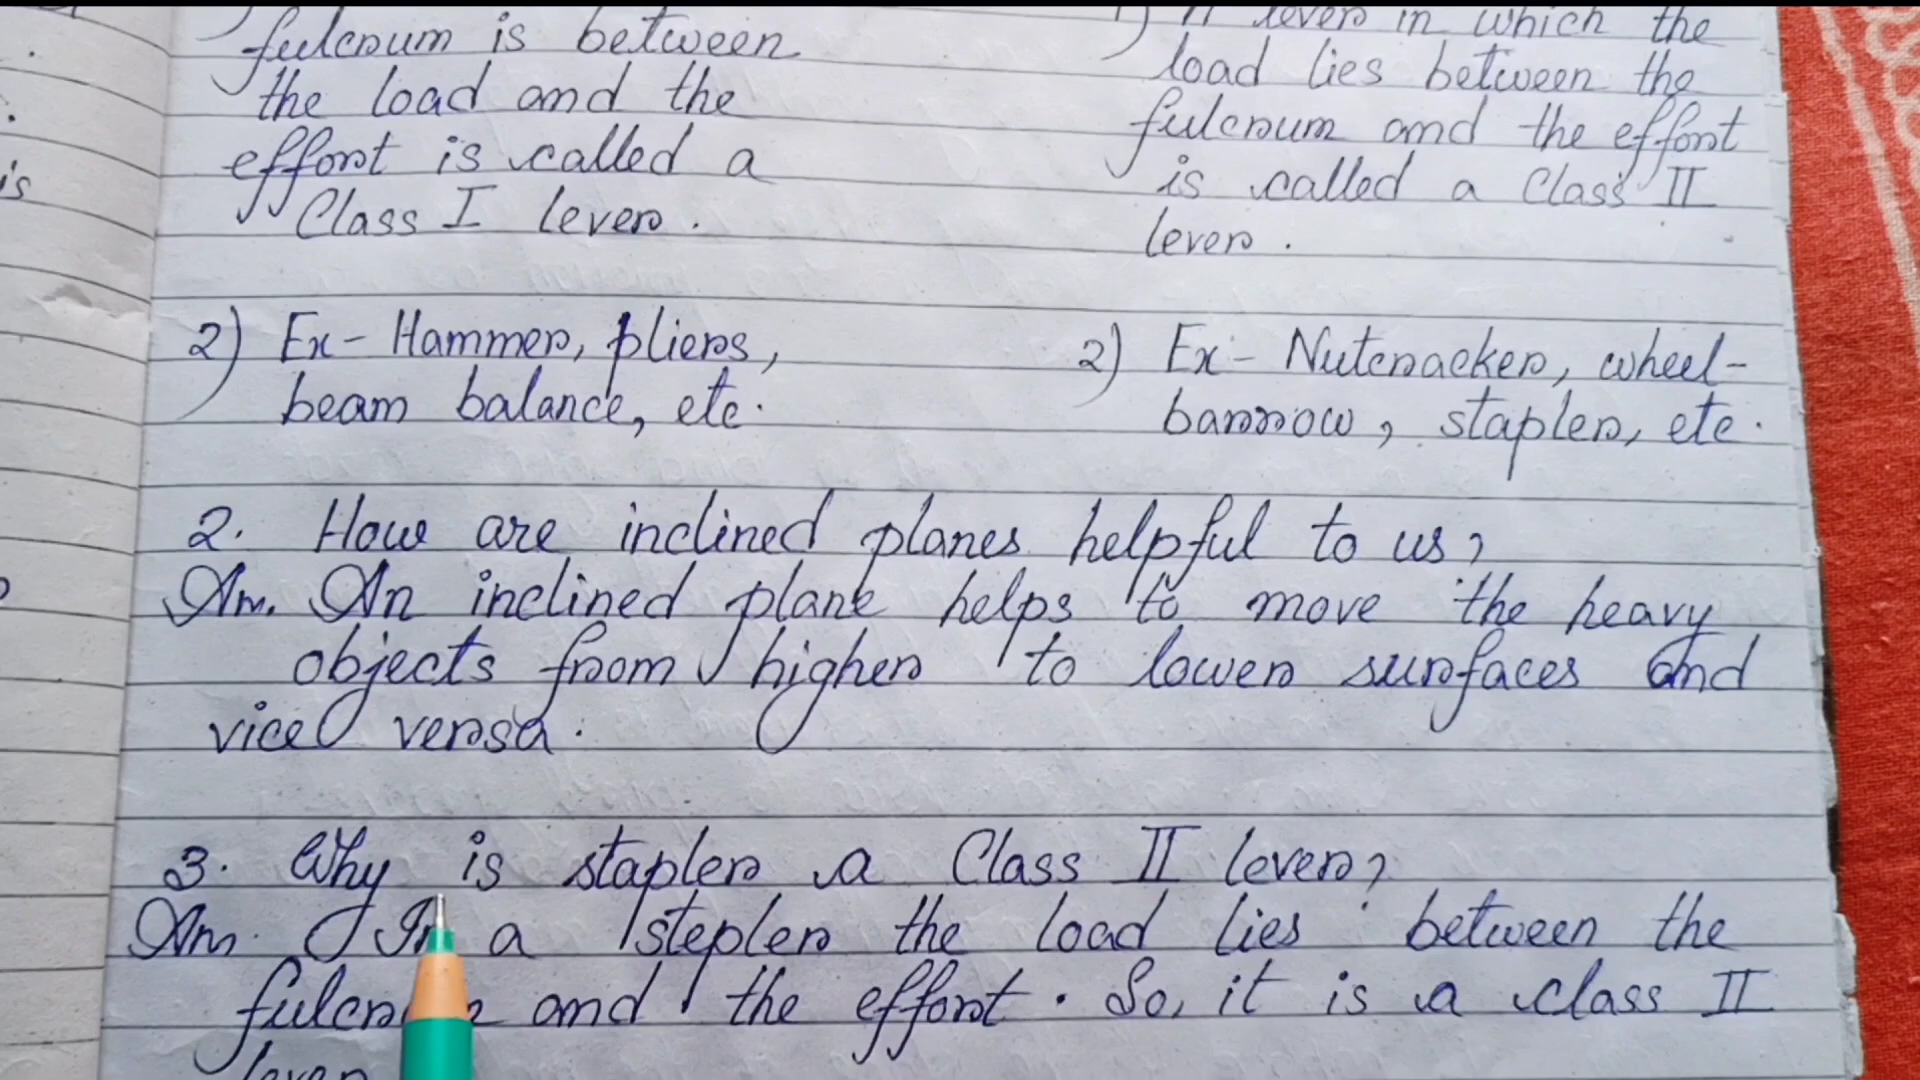 fulcrum is between
the load and the
effort is called a
Class I lever.
2) Ex- Hammer, pliers,
beam balance, etc.
1) A lever in which the
load lies between the
fulcrum and the effort
is called a Class II
lever.
2) Ex- Nutcracker, wheel-
barrow, stapler, etc.
is
2. How are inclined planes helpful to us?
Ans. An inclined plane helps to move the heavy
objects from higher to lower surfaces and
vice versa.
3. Why is stapler a Class II lever?
Ans. In a stepler the load lies between the
and the effort. So, it is a class II
lever